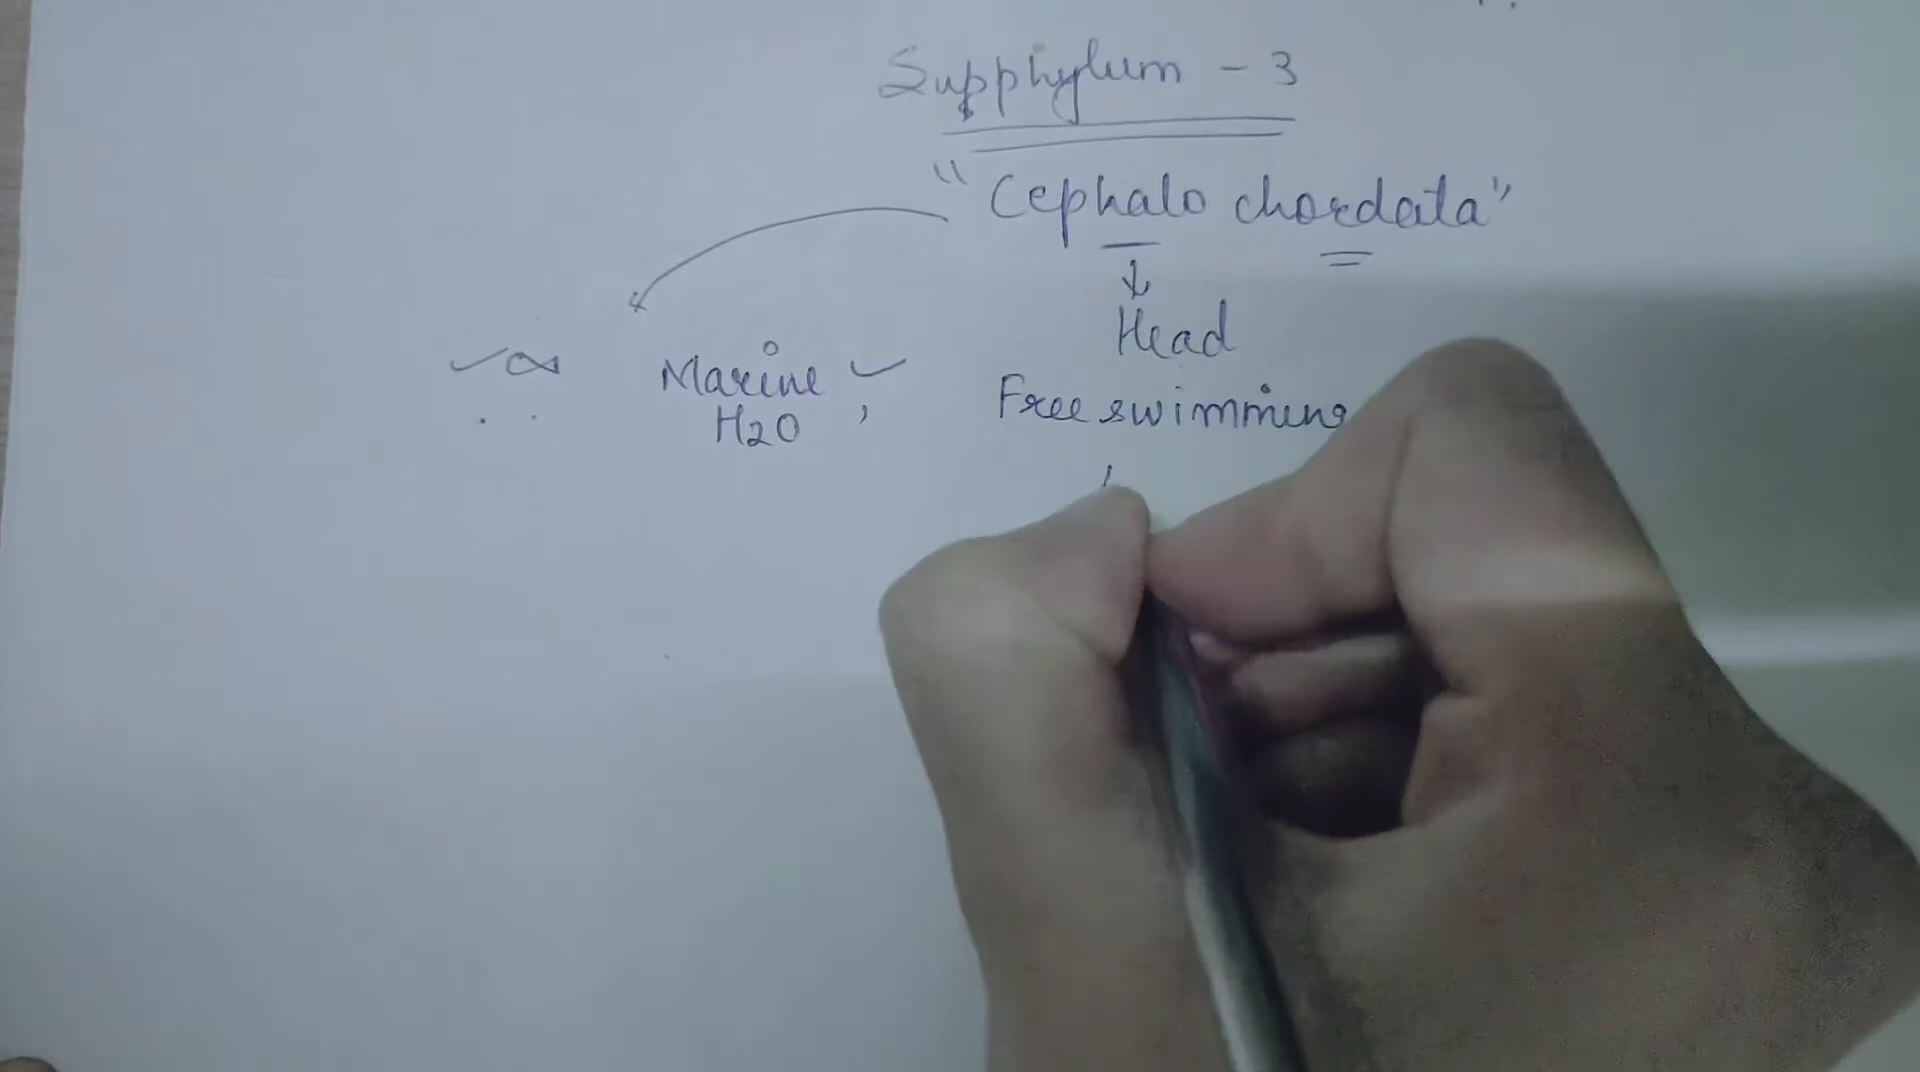 Supphylum - 3
"Cephalo chordata"
Head
Marine
Free swimming
H2O ,